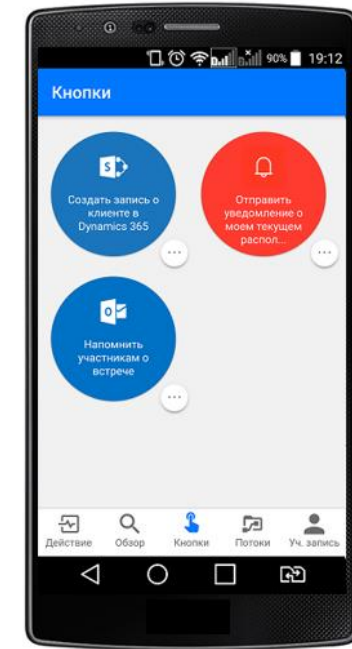 90% 19:12
Кнопки
Создать запись о
клиенте в
Dynamics 365
Отправить
уведомление о
моем текущем
распол...
Напомнить
участникам о
встрече
Действие Обзор Кнопки Потоки Уч. запись